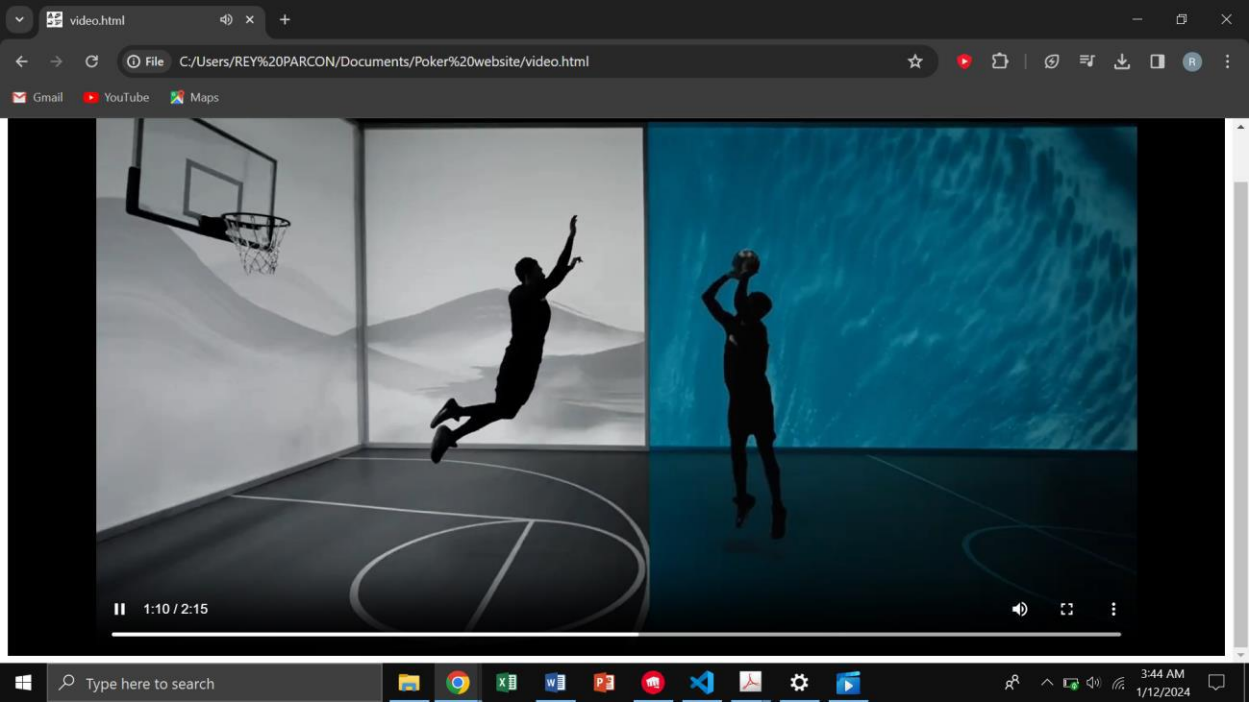 video.html
File C:/Users/REY%20PARCON/Documents/Poker%20website/video.html
R
Gmail YouTube Maps
1:10 / 2:15
Type here to search
3:44 AM
1/12/2024